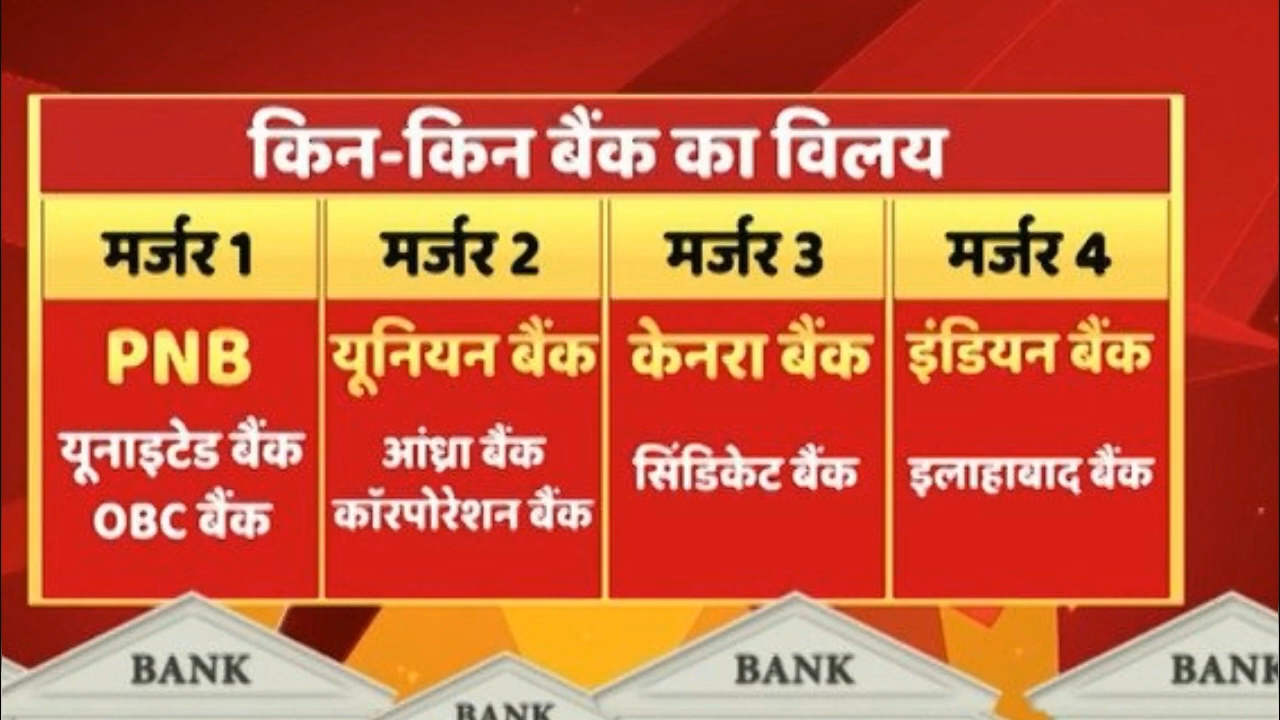 किन-किन बैंक का विलय
मर्जर 1
PNB
यूनाइटेड बैंक
OBC बैंक
मर्जर 2
यूनियन बैंक
आंध्रा बैंक
कॉरपोरेशन बैंक
मर्जर 3
केनरा बैंक
सिंडिकेट बैंक
मर्जर 4
इंडियन बैंक
इलाहाबाद बैंक
BANK
BANK
BANK
BANK